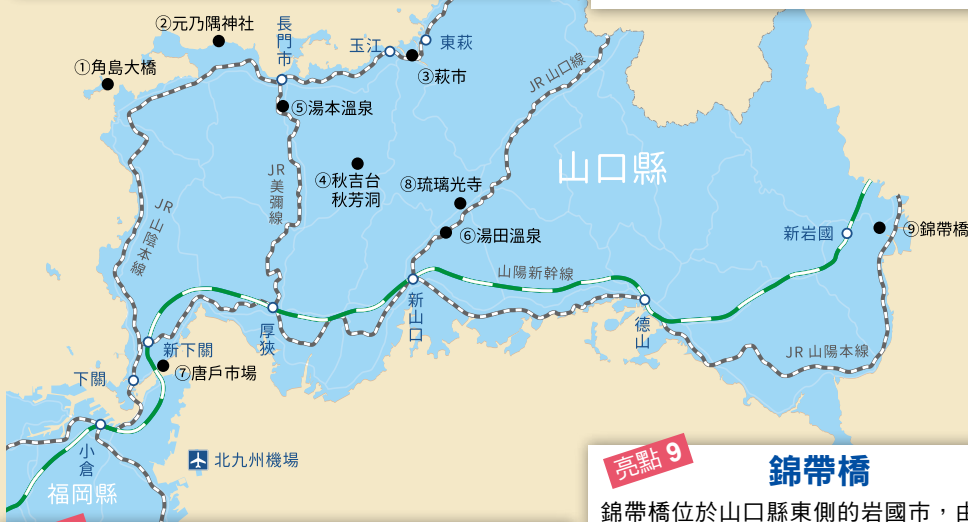 ②元乃隅神社
長門市
玉江
東萩
①角島大橋
③萩市
JR 山口線
⑤湯本溫泉
山口縣
JR 美彌線
④秋吉台
秋芳洞
⑧琉璃光寺
JR 山陰本線
⑥湯田溫泉
新岩國
⑨錦帶橋
山陽新幹線
新山口
厚狹
德山
新下關
JR 山陽本線
下關
⑦唐戶市場
小倉
北九州機場
福岡縣
亮點 9
錦帶橋
錦帶橋位於山口縣東側的岩國市，由